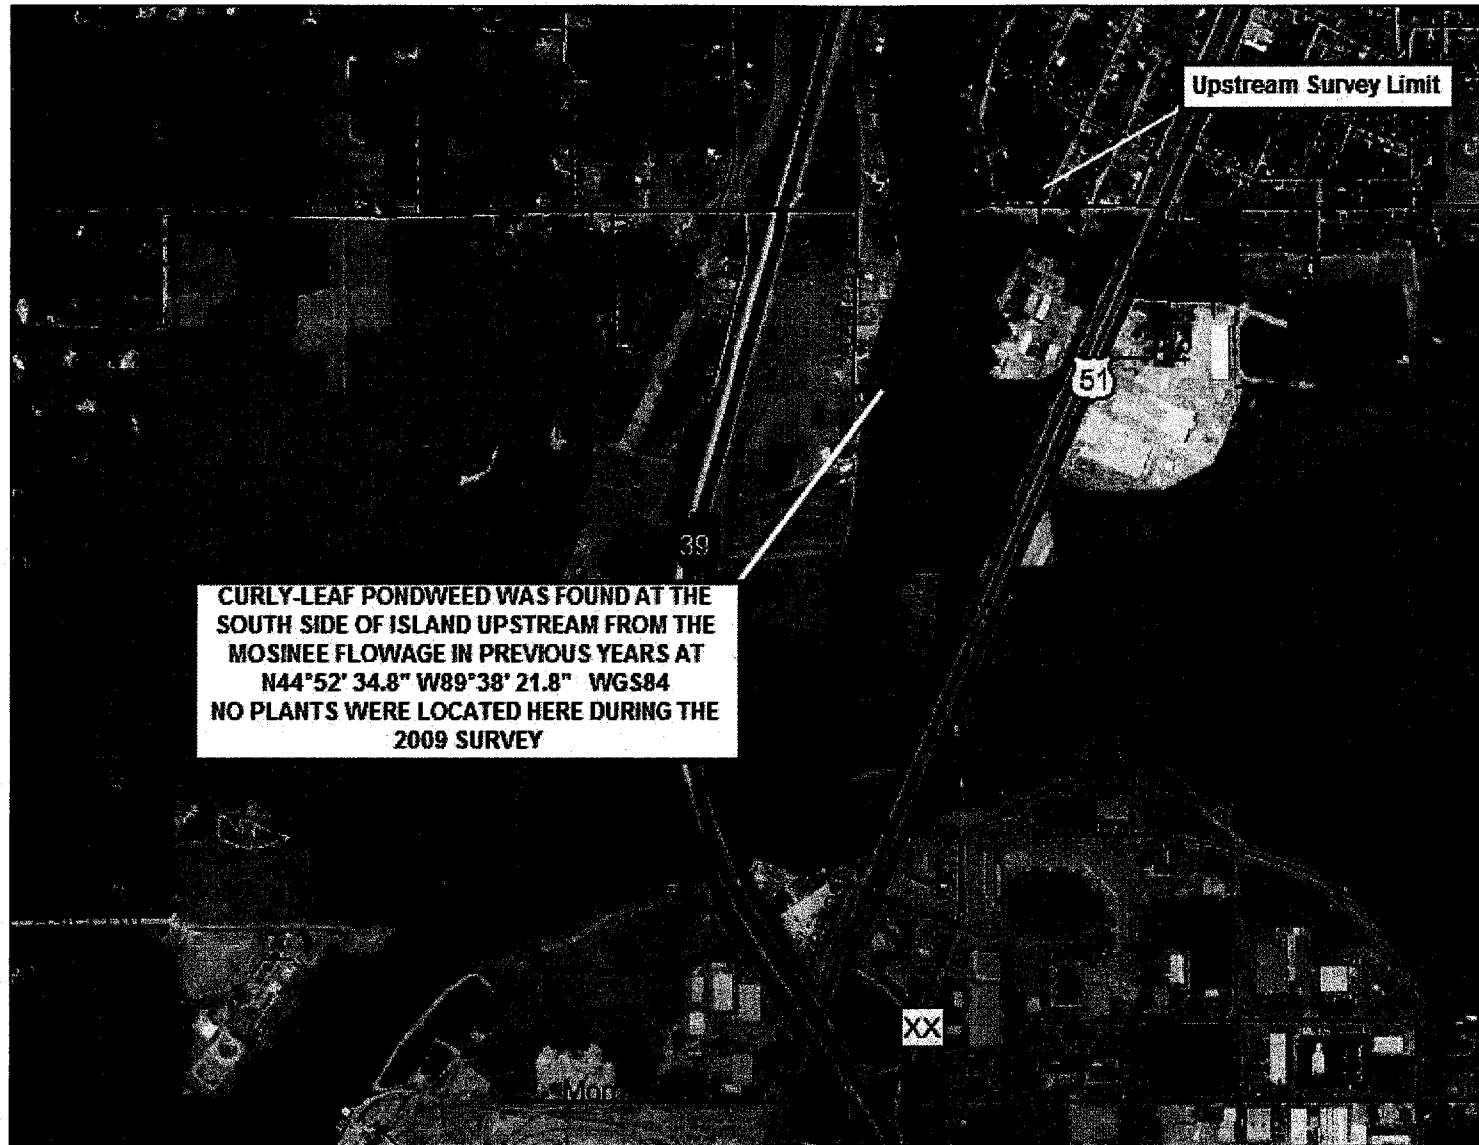 Upstream Survey Limit
51
39
CURLY-LEAF PONDWEED WAS FOUND AT THE
SOUTH SIDE OF ISLAND UPSTREAM FROM THE
MOSINEE FLOWAGE IN PREVIOUS YEARS AT
N44°52' 34.8" W89°38' 21.8" WGS84
NO PLANTS WERE LOCATED HERE DURING THE
2009 SURVEY
XX